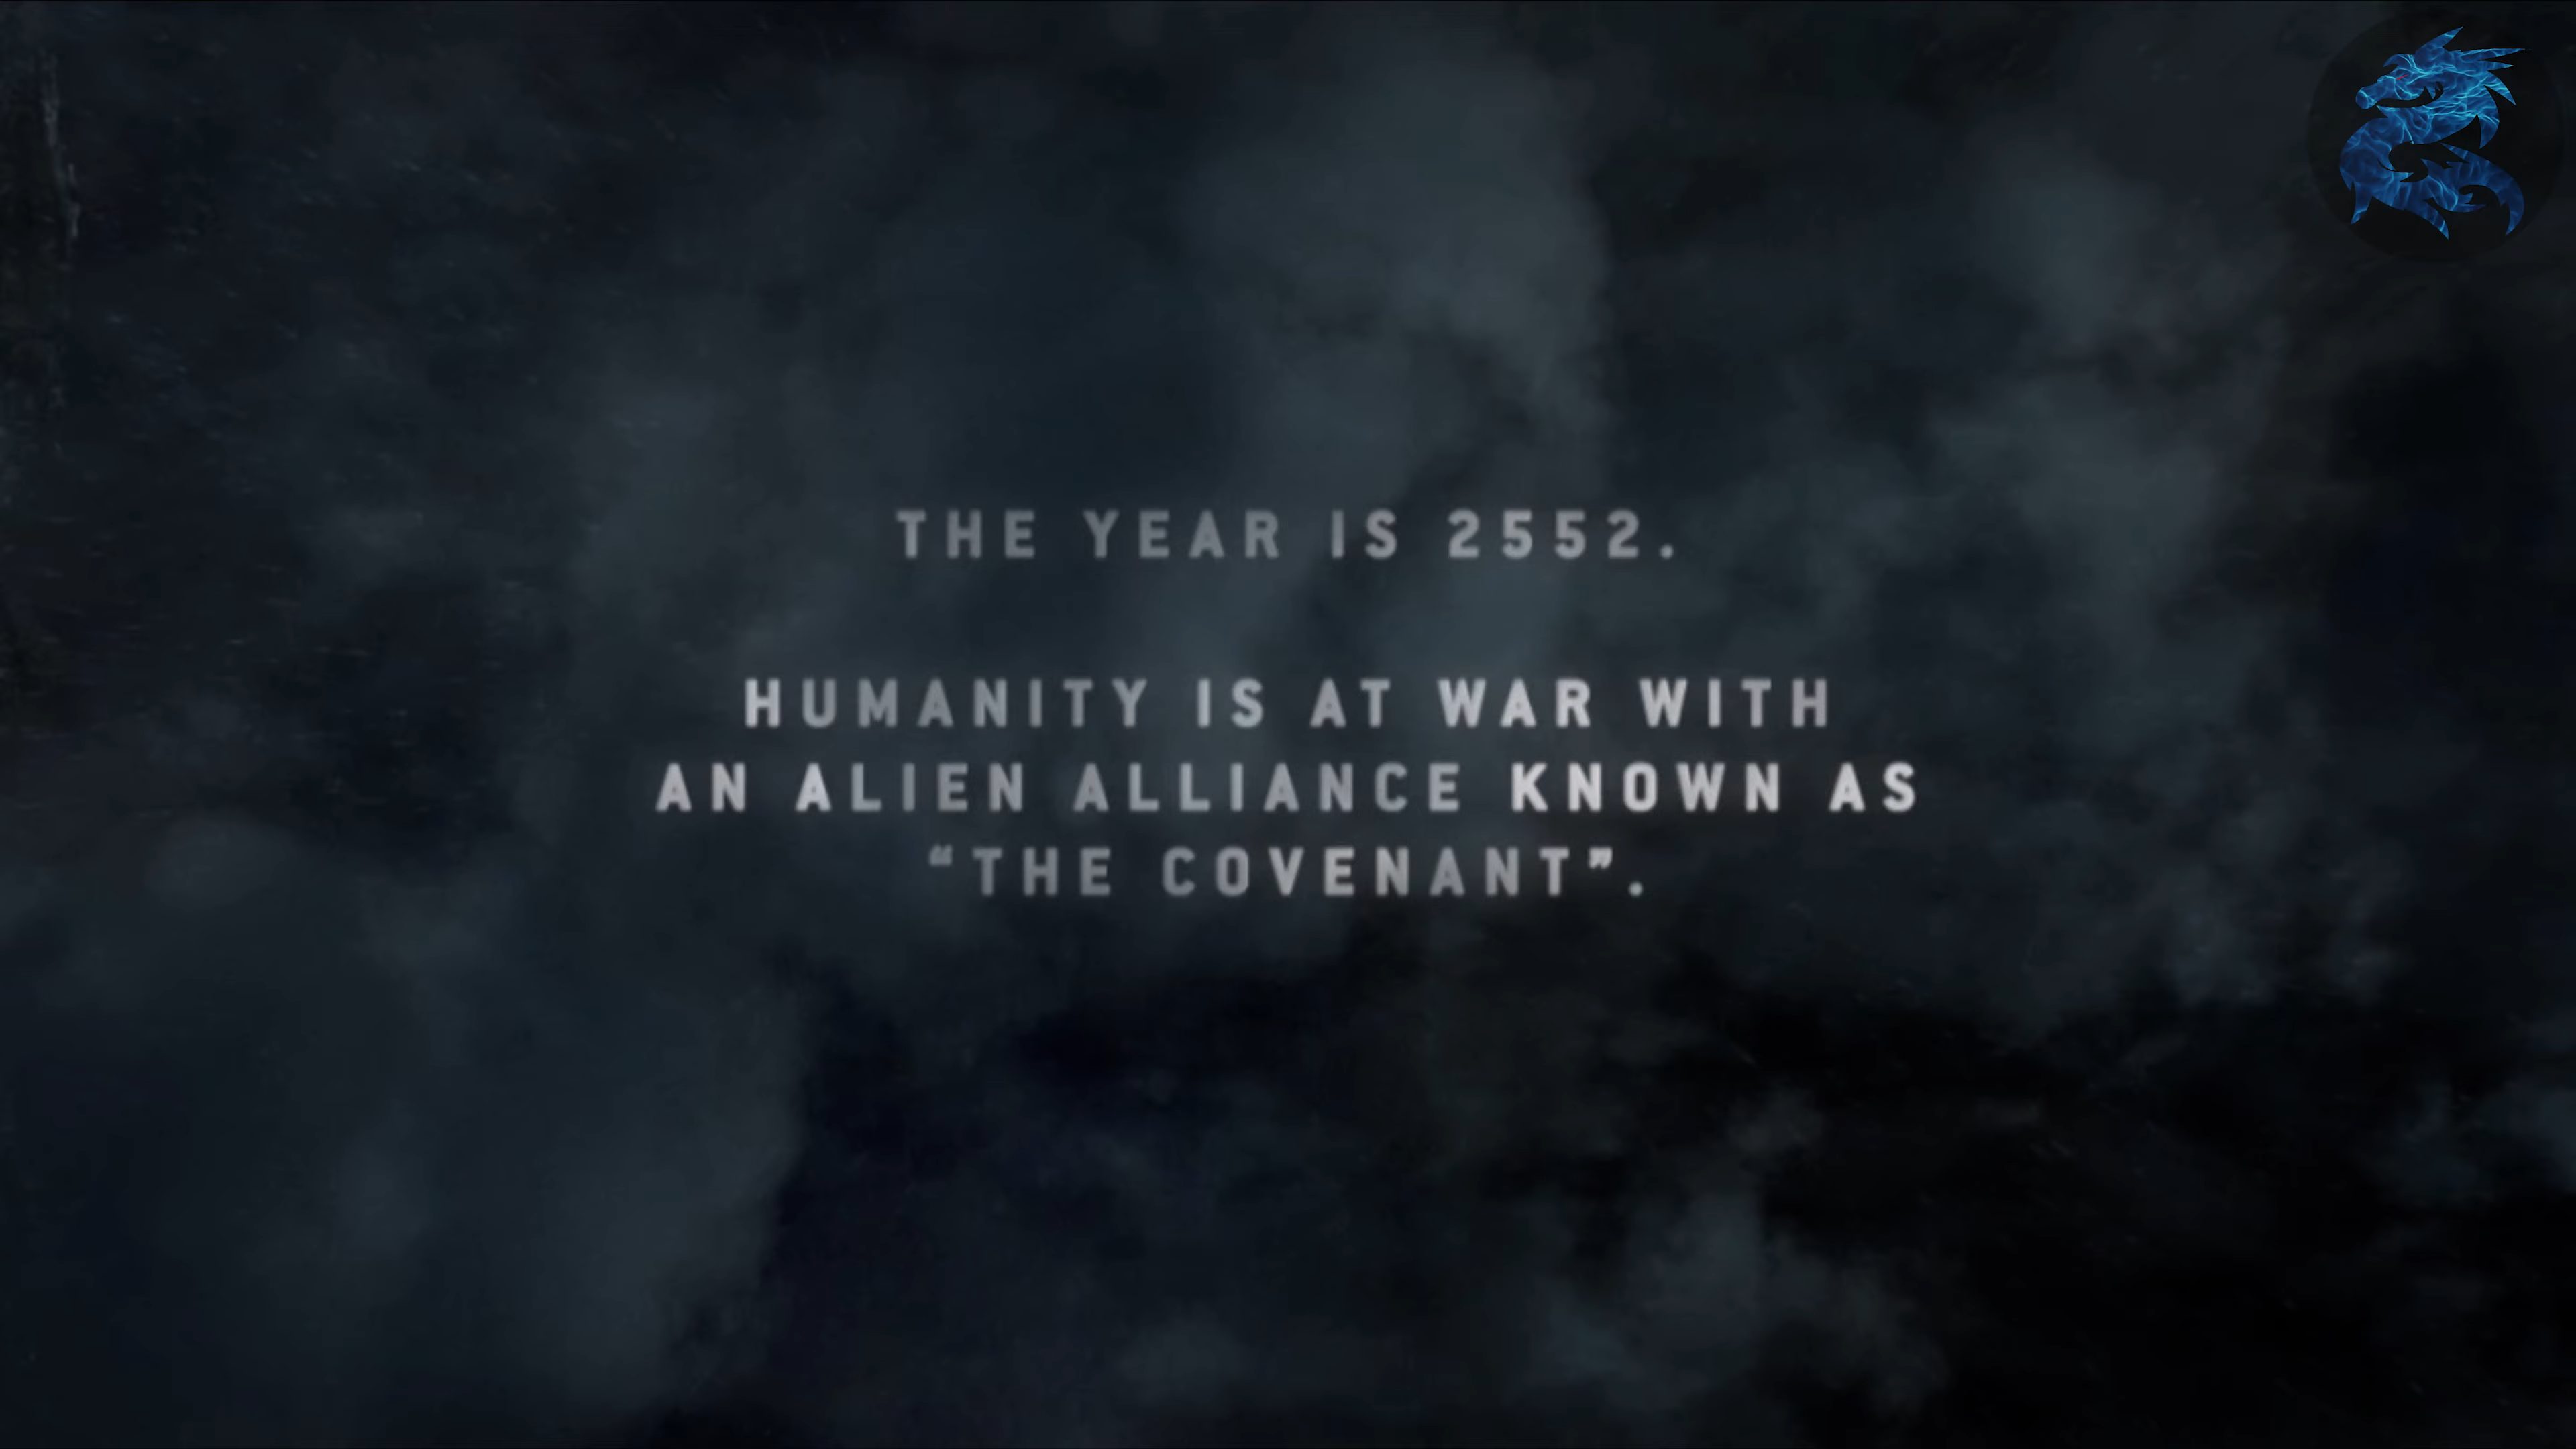 THE YEAR IS 2552.
HUMANITY IS AT WAR WITH
AN ALIEN ALLIANCE KNOWN AS
“THE COVENANT”.